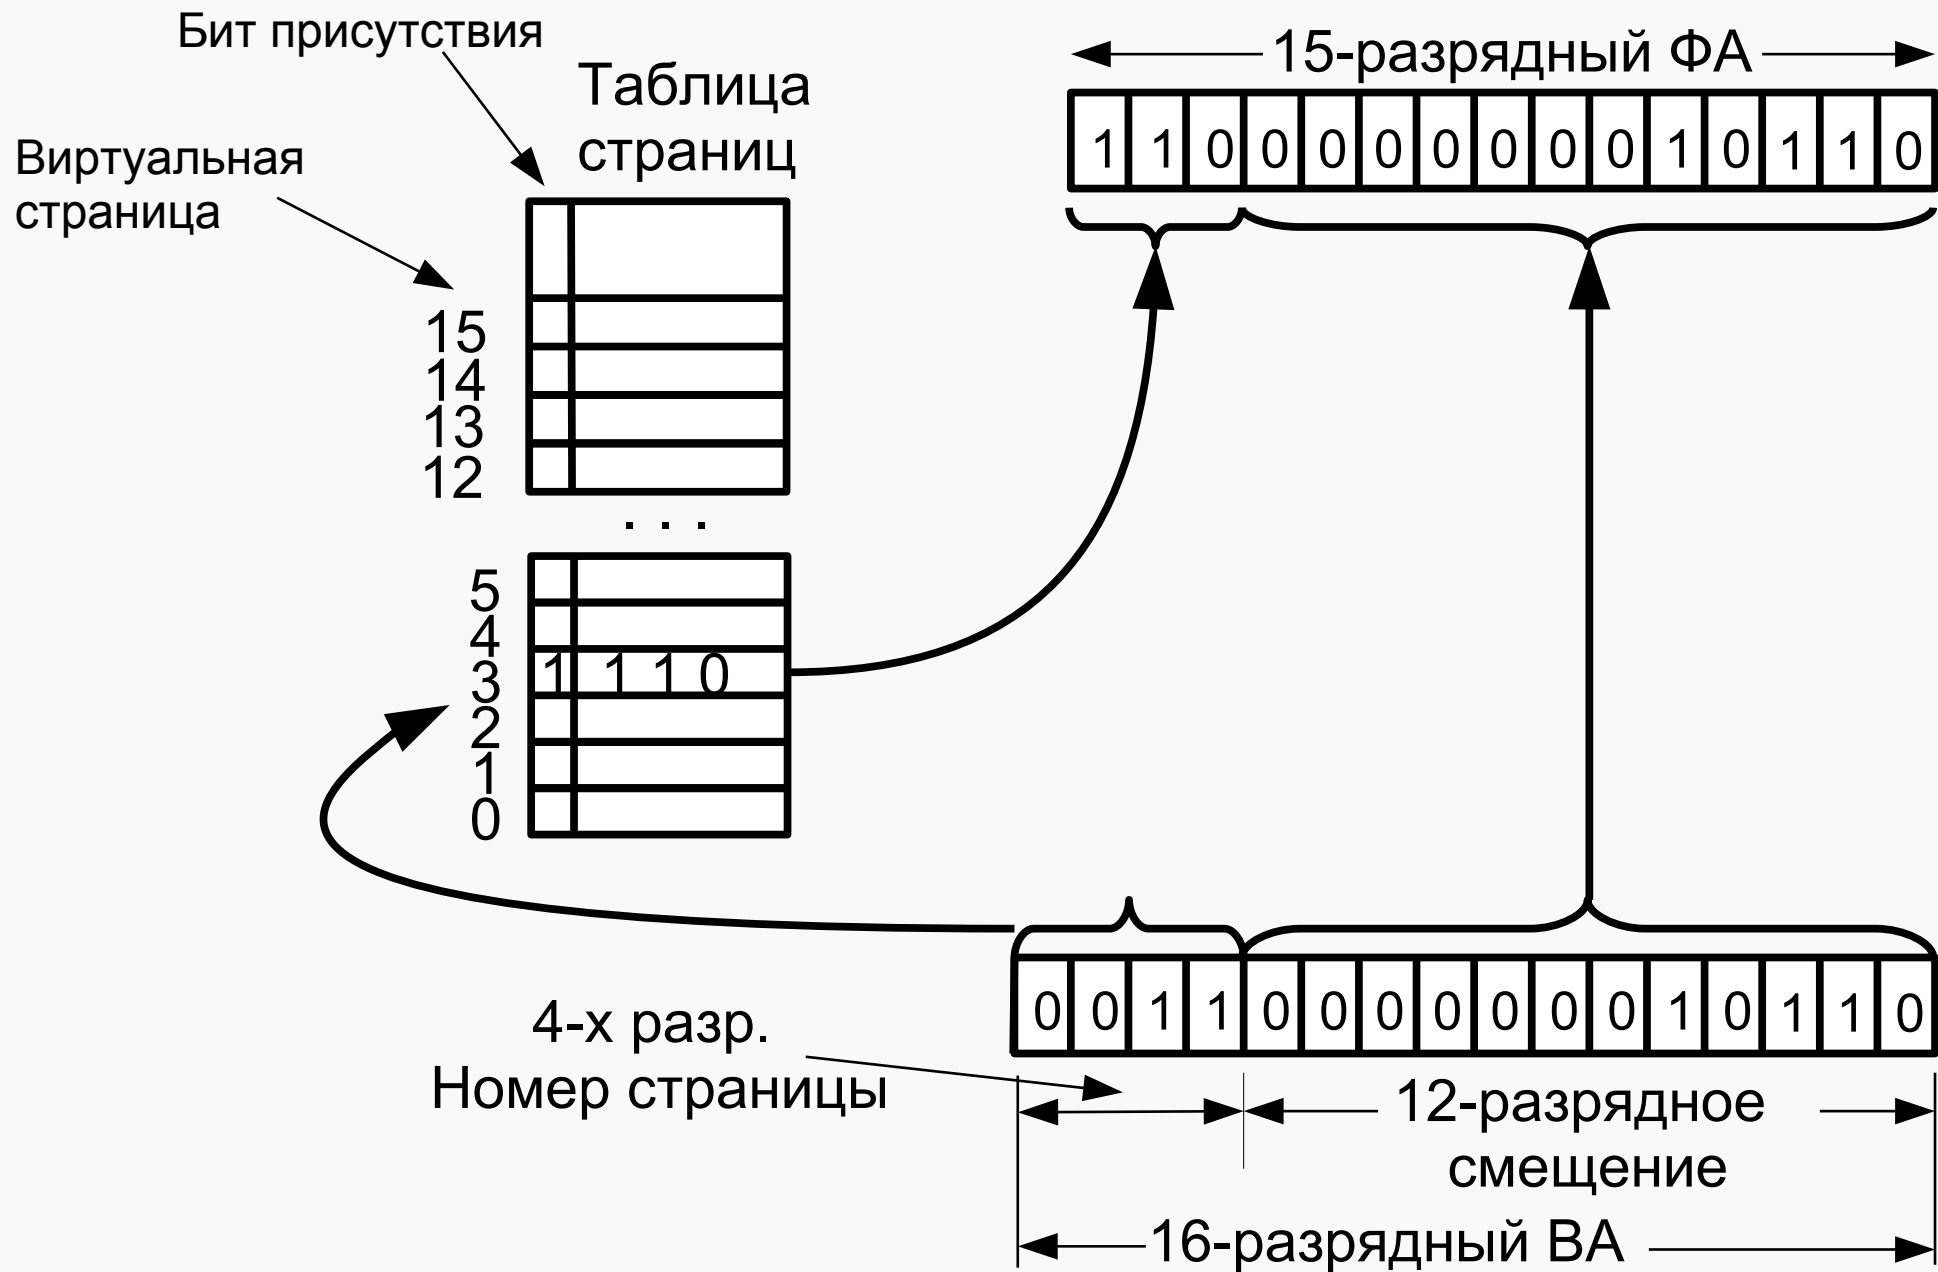 Бит присутствия
15-разрядный ФА
Таблица
страниц
1 1 0 0 0 0 0 0 0 0 1 0 1 1 0
Виртуальная
страница
15
14
13
12
. . .
5
4
3 1 1 1 0
2
1
0
0 0 1 1 0 0 0 0 0 0 0 1 0 1 1 0
4-х разр.
Номер страницы
12-разрядное
смещение
16-разрядный ВА